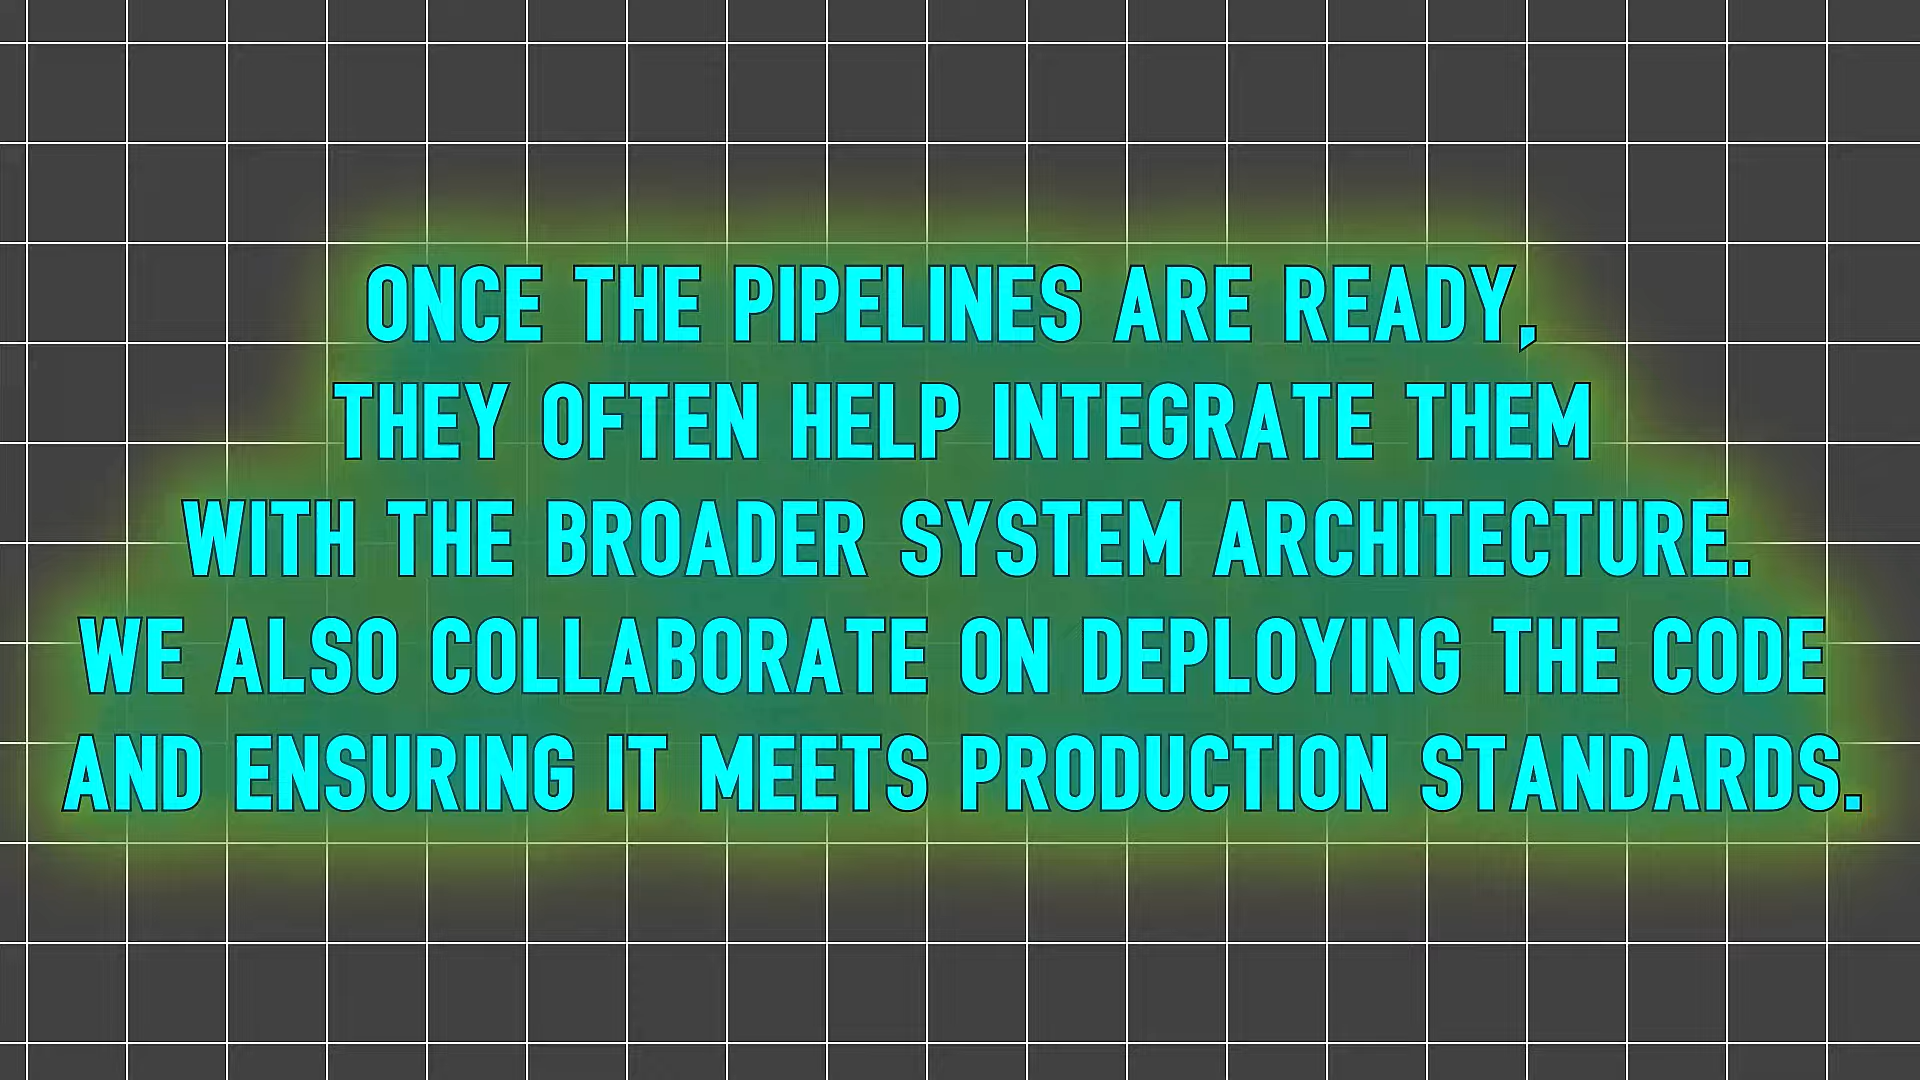 ONCE THE PIPELINES ARE READY,
THEY OFTEN HELP INTEGRATE THEM
WITH THE BROADER SYSTEM ARCHITECTURE.
WE ALSO COLLABORATE ON DEPLOYING THE CODE
AND ENSURING IT MEETS PRODUCTION STANDARDS.